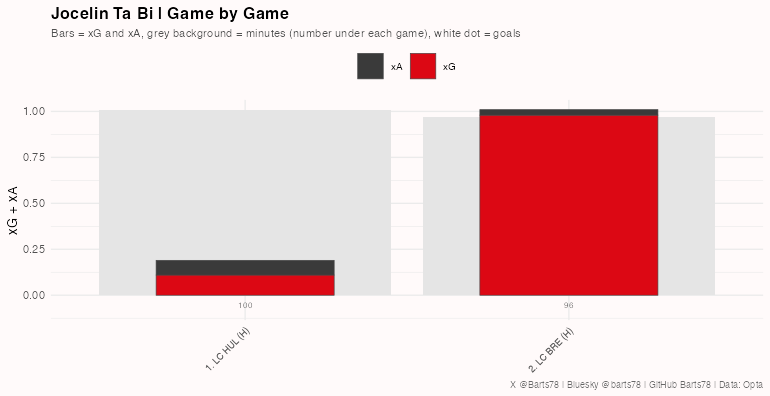 Jocelin Ta Bi | Game by Game
Bars = xG and xA, grey background = minutes (number under each game), white dot = goals
xA xG
xG + xA
1.00
0.75
0.50
0.25
0.00
100 96
1. LC HUL (H) 2. LC BRE (H)
X @Barts78 | Bluesky @barts78 | GitHub Barts78 | Data: Opta